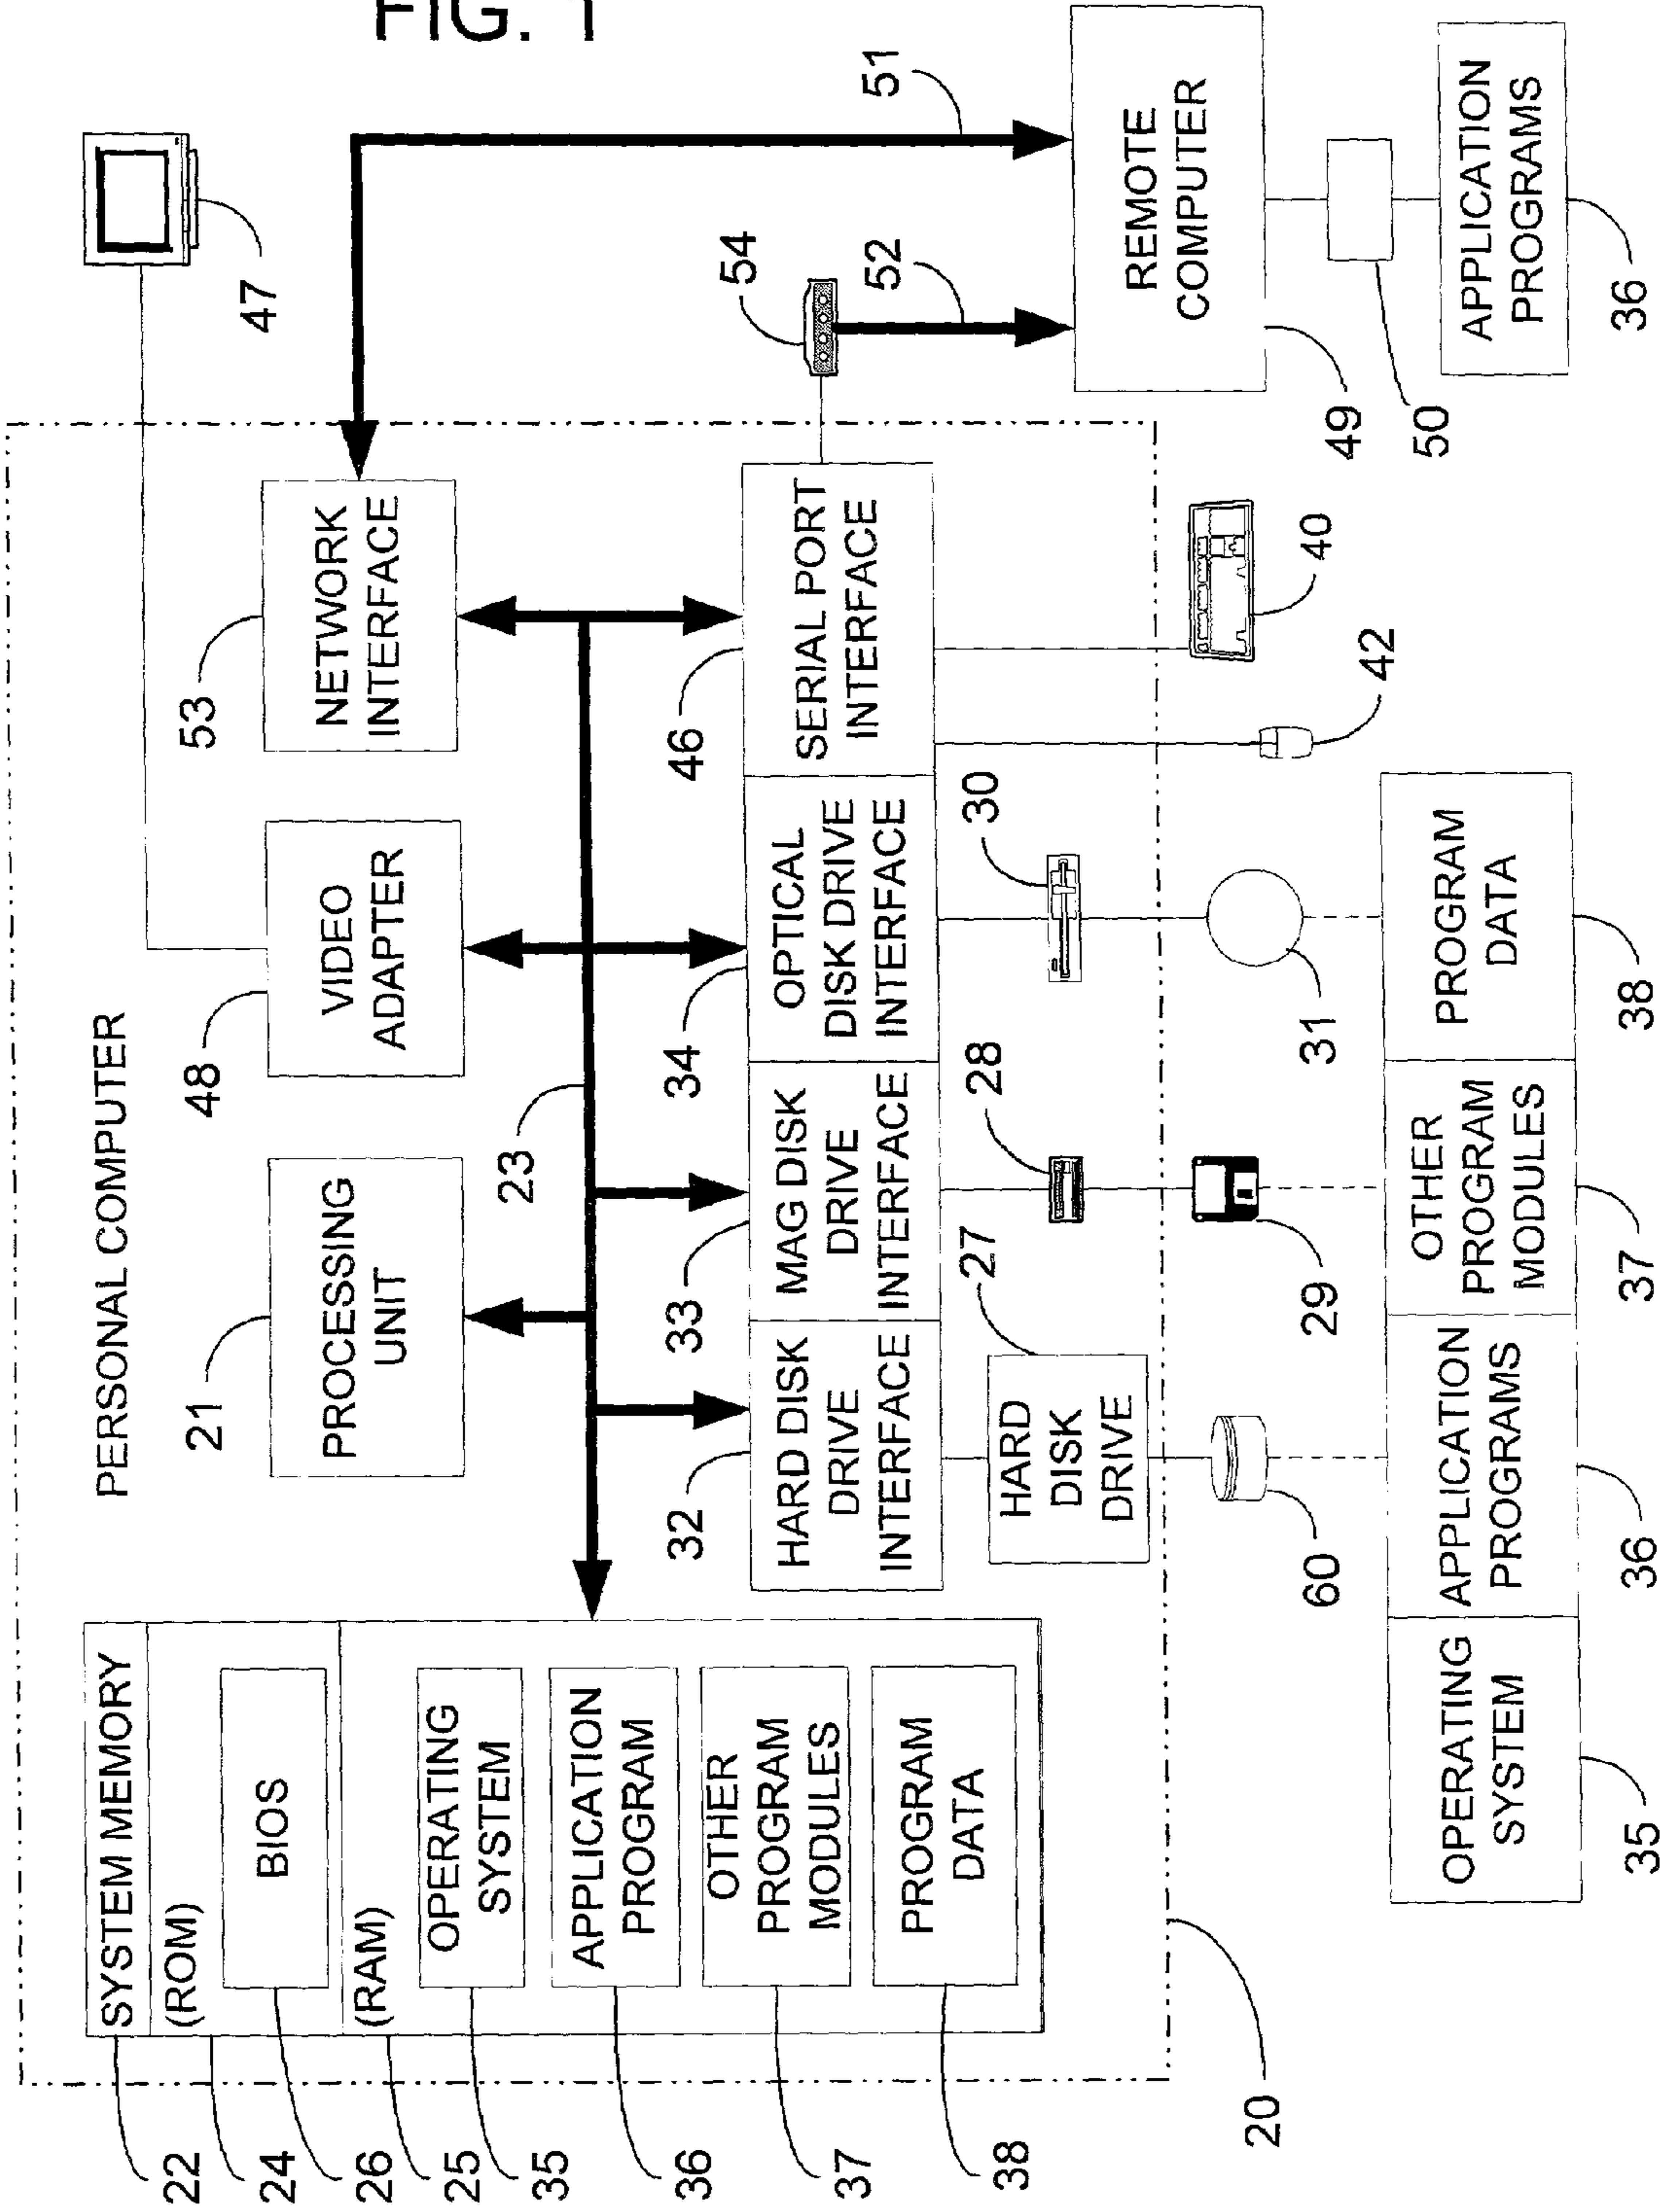 FIG. 1
PERSONAL COMPUTER
20
22
SYSTEM MEMORY
24
(ROM)
26
BIOS
25
(RAM)
35
OPERATING
SYSTEM
36
APPLICATION
PROGRAM
37
OTHER
PROGRAM
MODULES
38
PROGRAM
DATA
21
PROCESSING
UNIT
48
VIDEO
ADAPTER
53
NETWORK
INTERFACE
47
23
32
HARD DISK
DRIVE
INTERFACE
33
MAG DISK
DRIVE
INTERFACE
34
OPTICAL
DISK DRIVE
INTERFACE
46
SERIAL PORT
INTERFACE
54
52
51
27
HARD
DISK
DRIVE
28
30
60
29
31
42
40
REMOTE
COMPUTER
49
50
APPLICATION
PROGRAMS
36
OPERATING
SYSTEM
35
APPLICATION
PROGRAMS
36
OTHER
PROGRAM
MODULES
37
PROGRAM
DATA
38